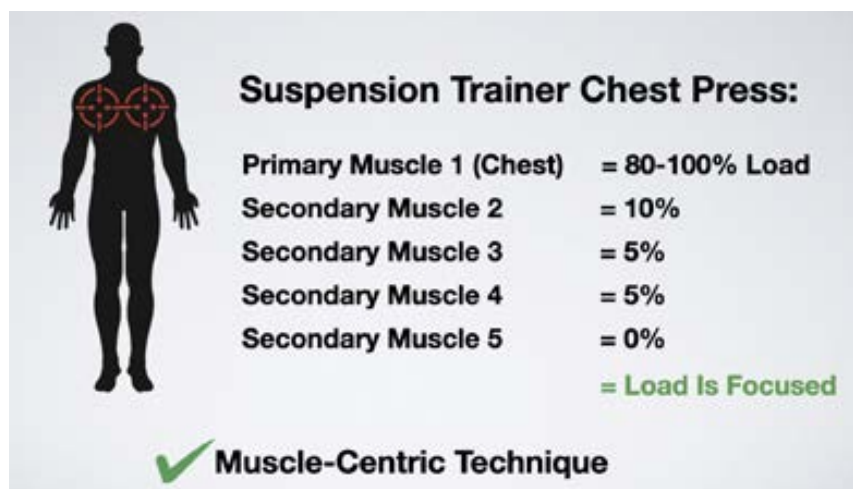 Suspension Trainer Chest Press:
Primary Muscle 1 (Chest) = 80-100% Load
Secondary Muscle 2 = 10%
Secondary Muscle 3 = 5%
Secondary Muscle 4 = 5%
Secondary Muscle 5 = 0%
= Load Is Focused
Muscle-Centric Technique